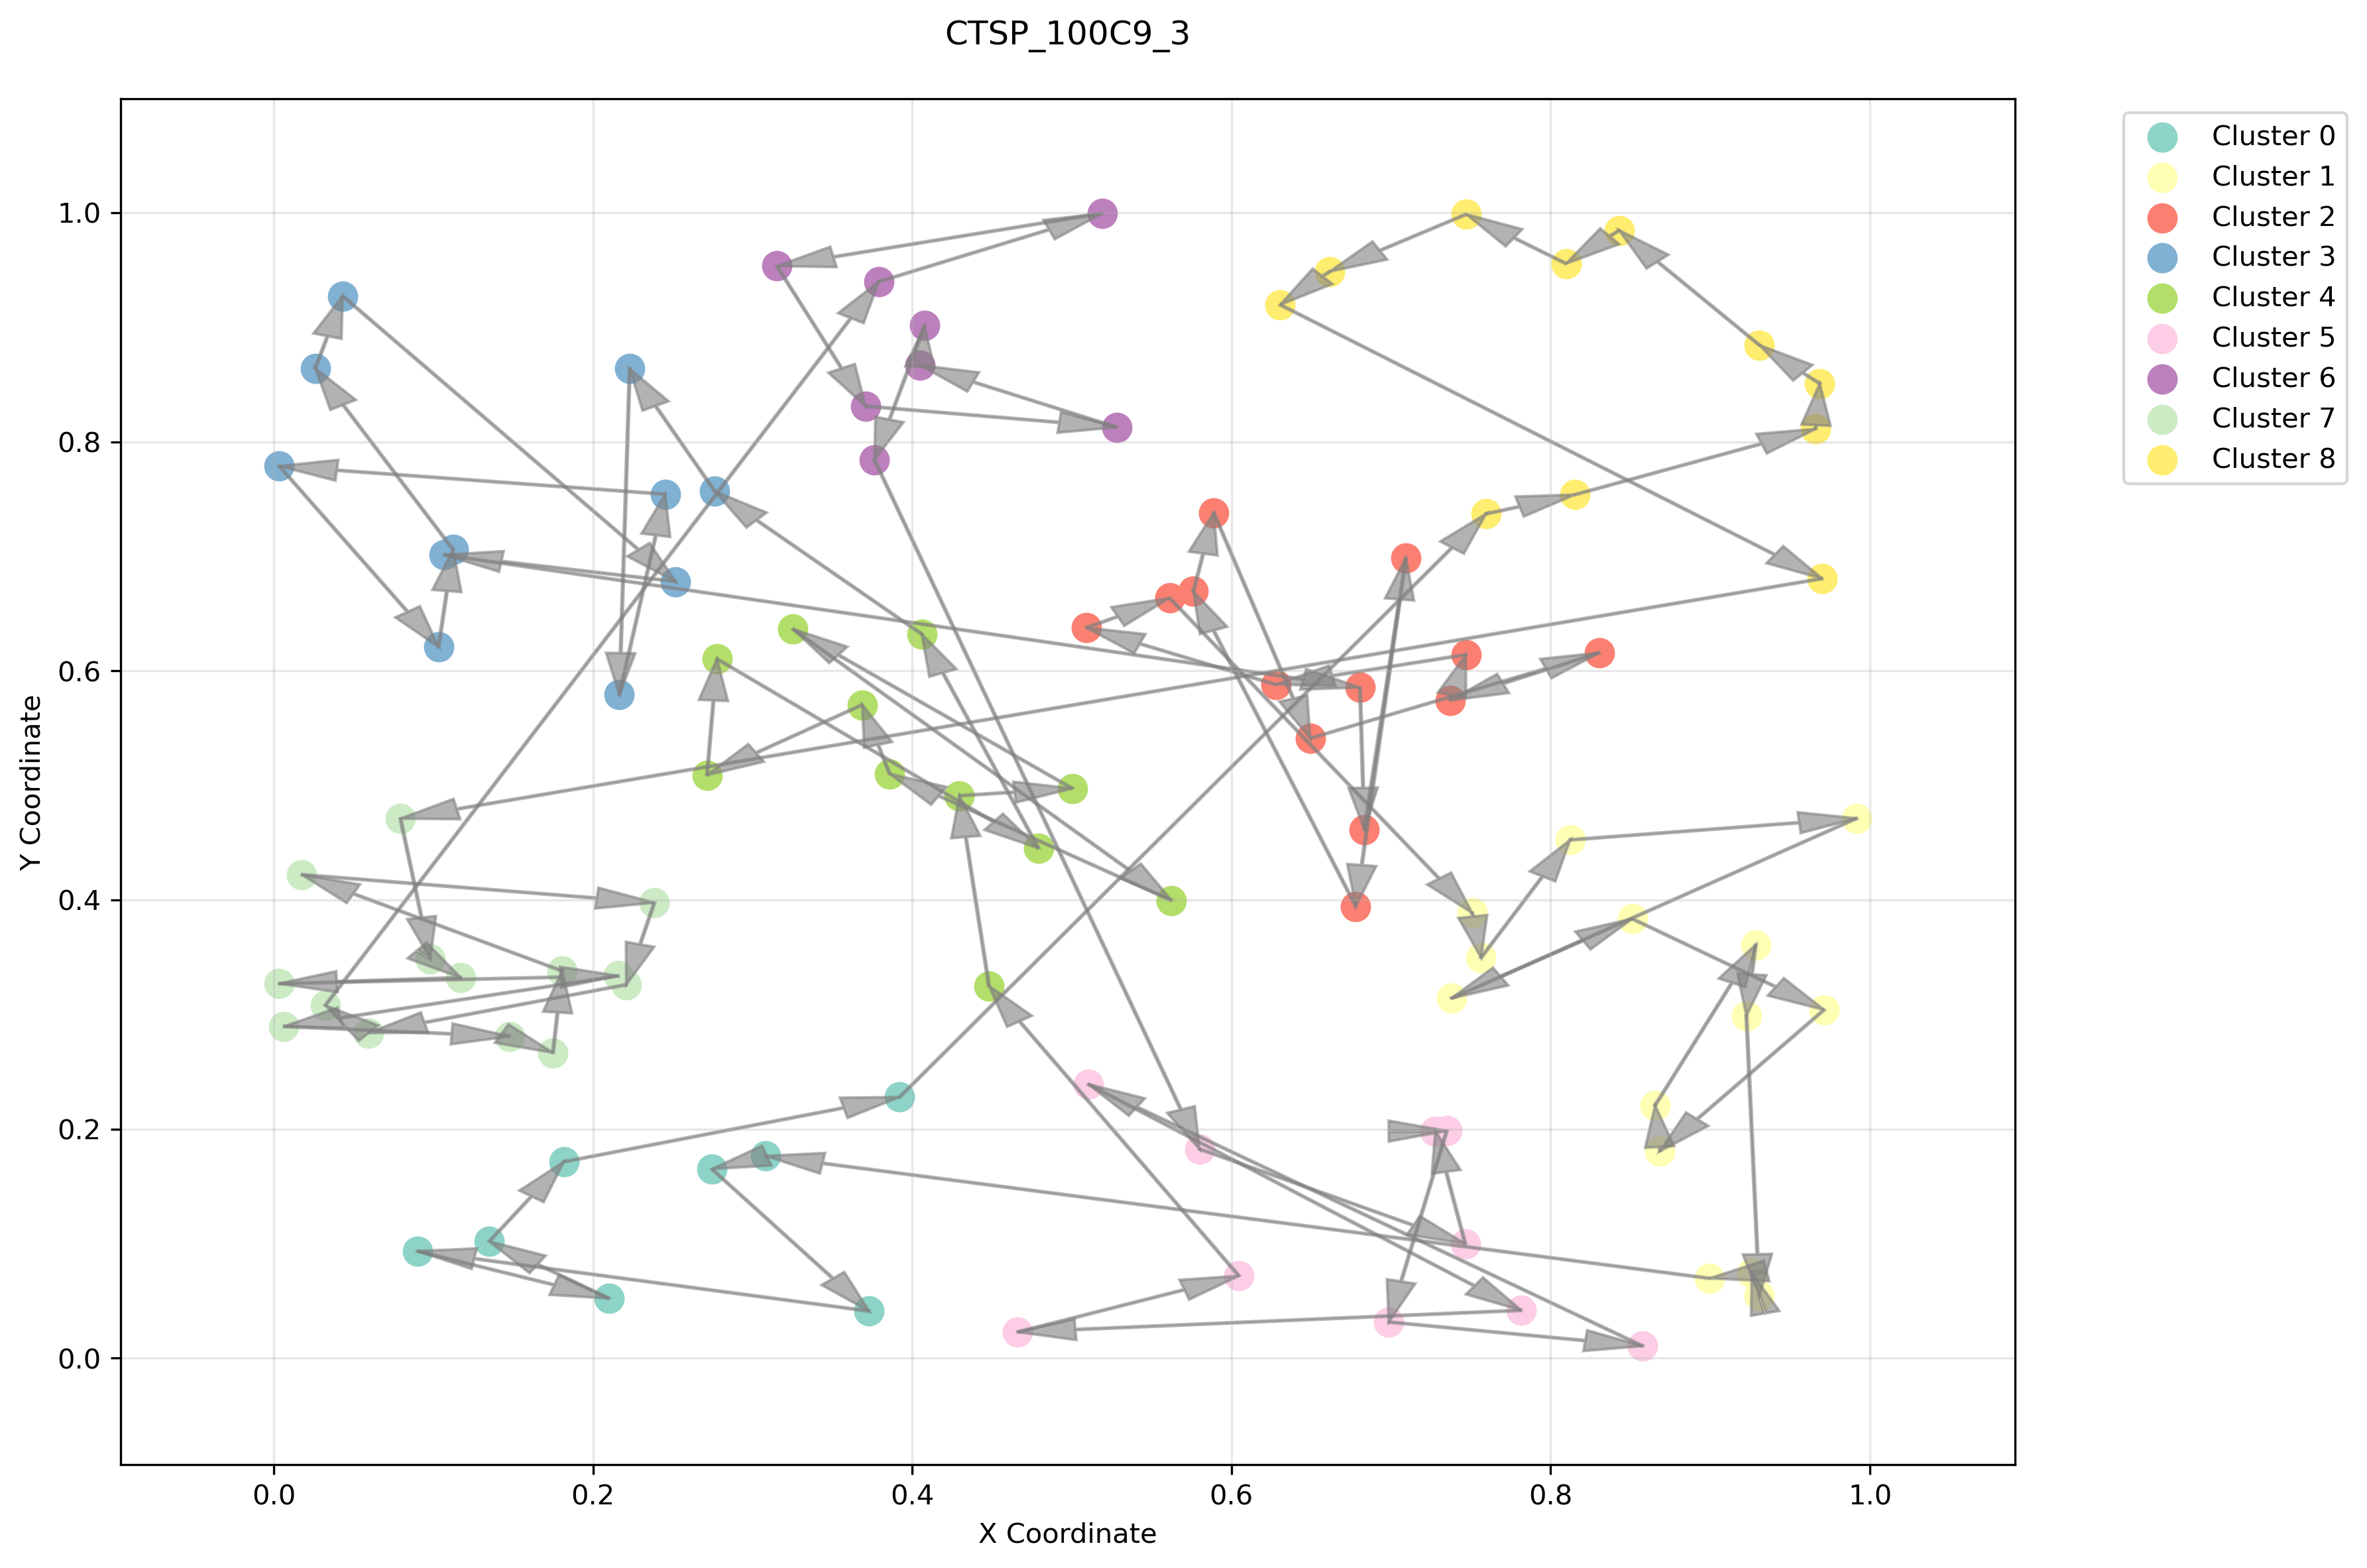 CTSP_100C9_3
Cluster 0
Cluster 1
Cluster 2
Cluster 3
Cluster 4
Cluster 5
Cluster 6
Cluster 7
Cluster 8
Y Coordinate
1.0
0.8
0.6
0.4
0.2
0.0
0.0 0.2 0.4 0.6 0.8 1.0
X Coordinate